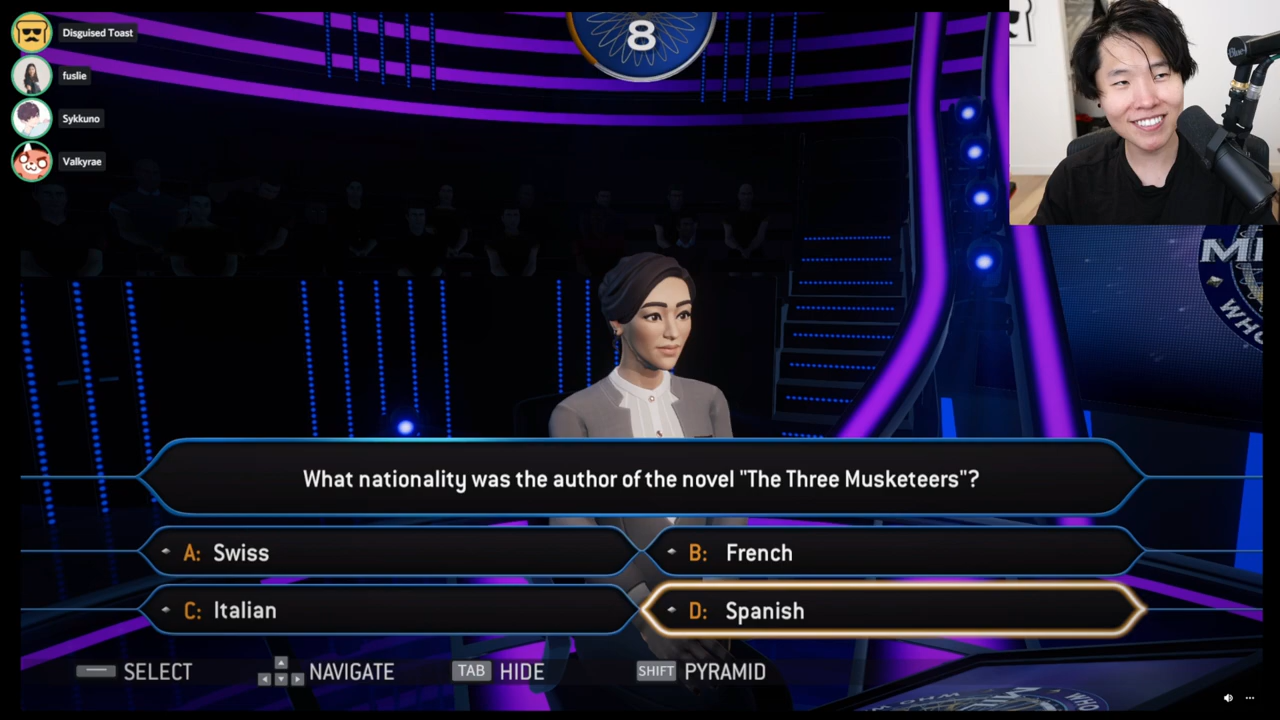 Disguised Toast
fuslie
Sykkuno
Valkyrae
8
What nationality was the author of the novel "The Three Musketeers"?
A: Swiss
B: French
C: Italian
D: Spanish
SELECT
NAVIGATE
TAB HIDE
SHIFT PYRAMID